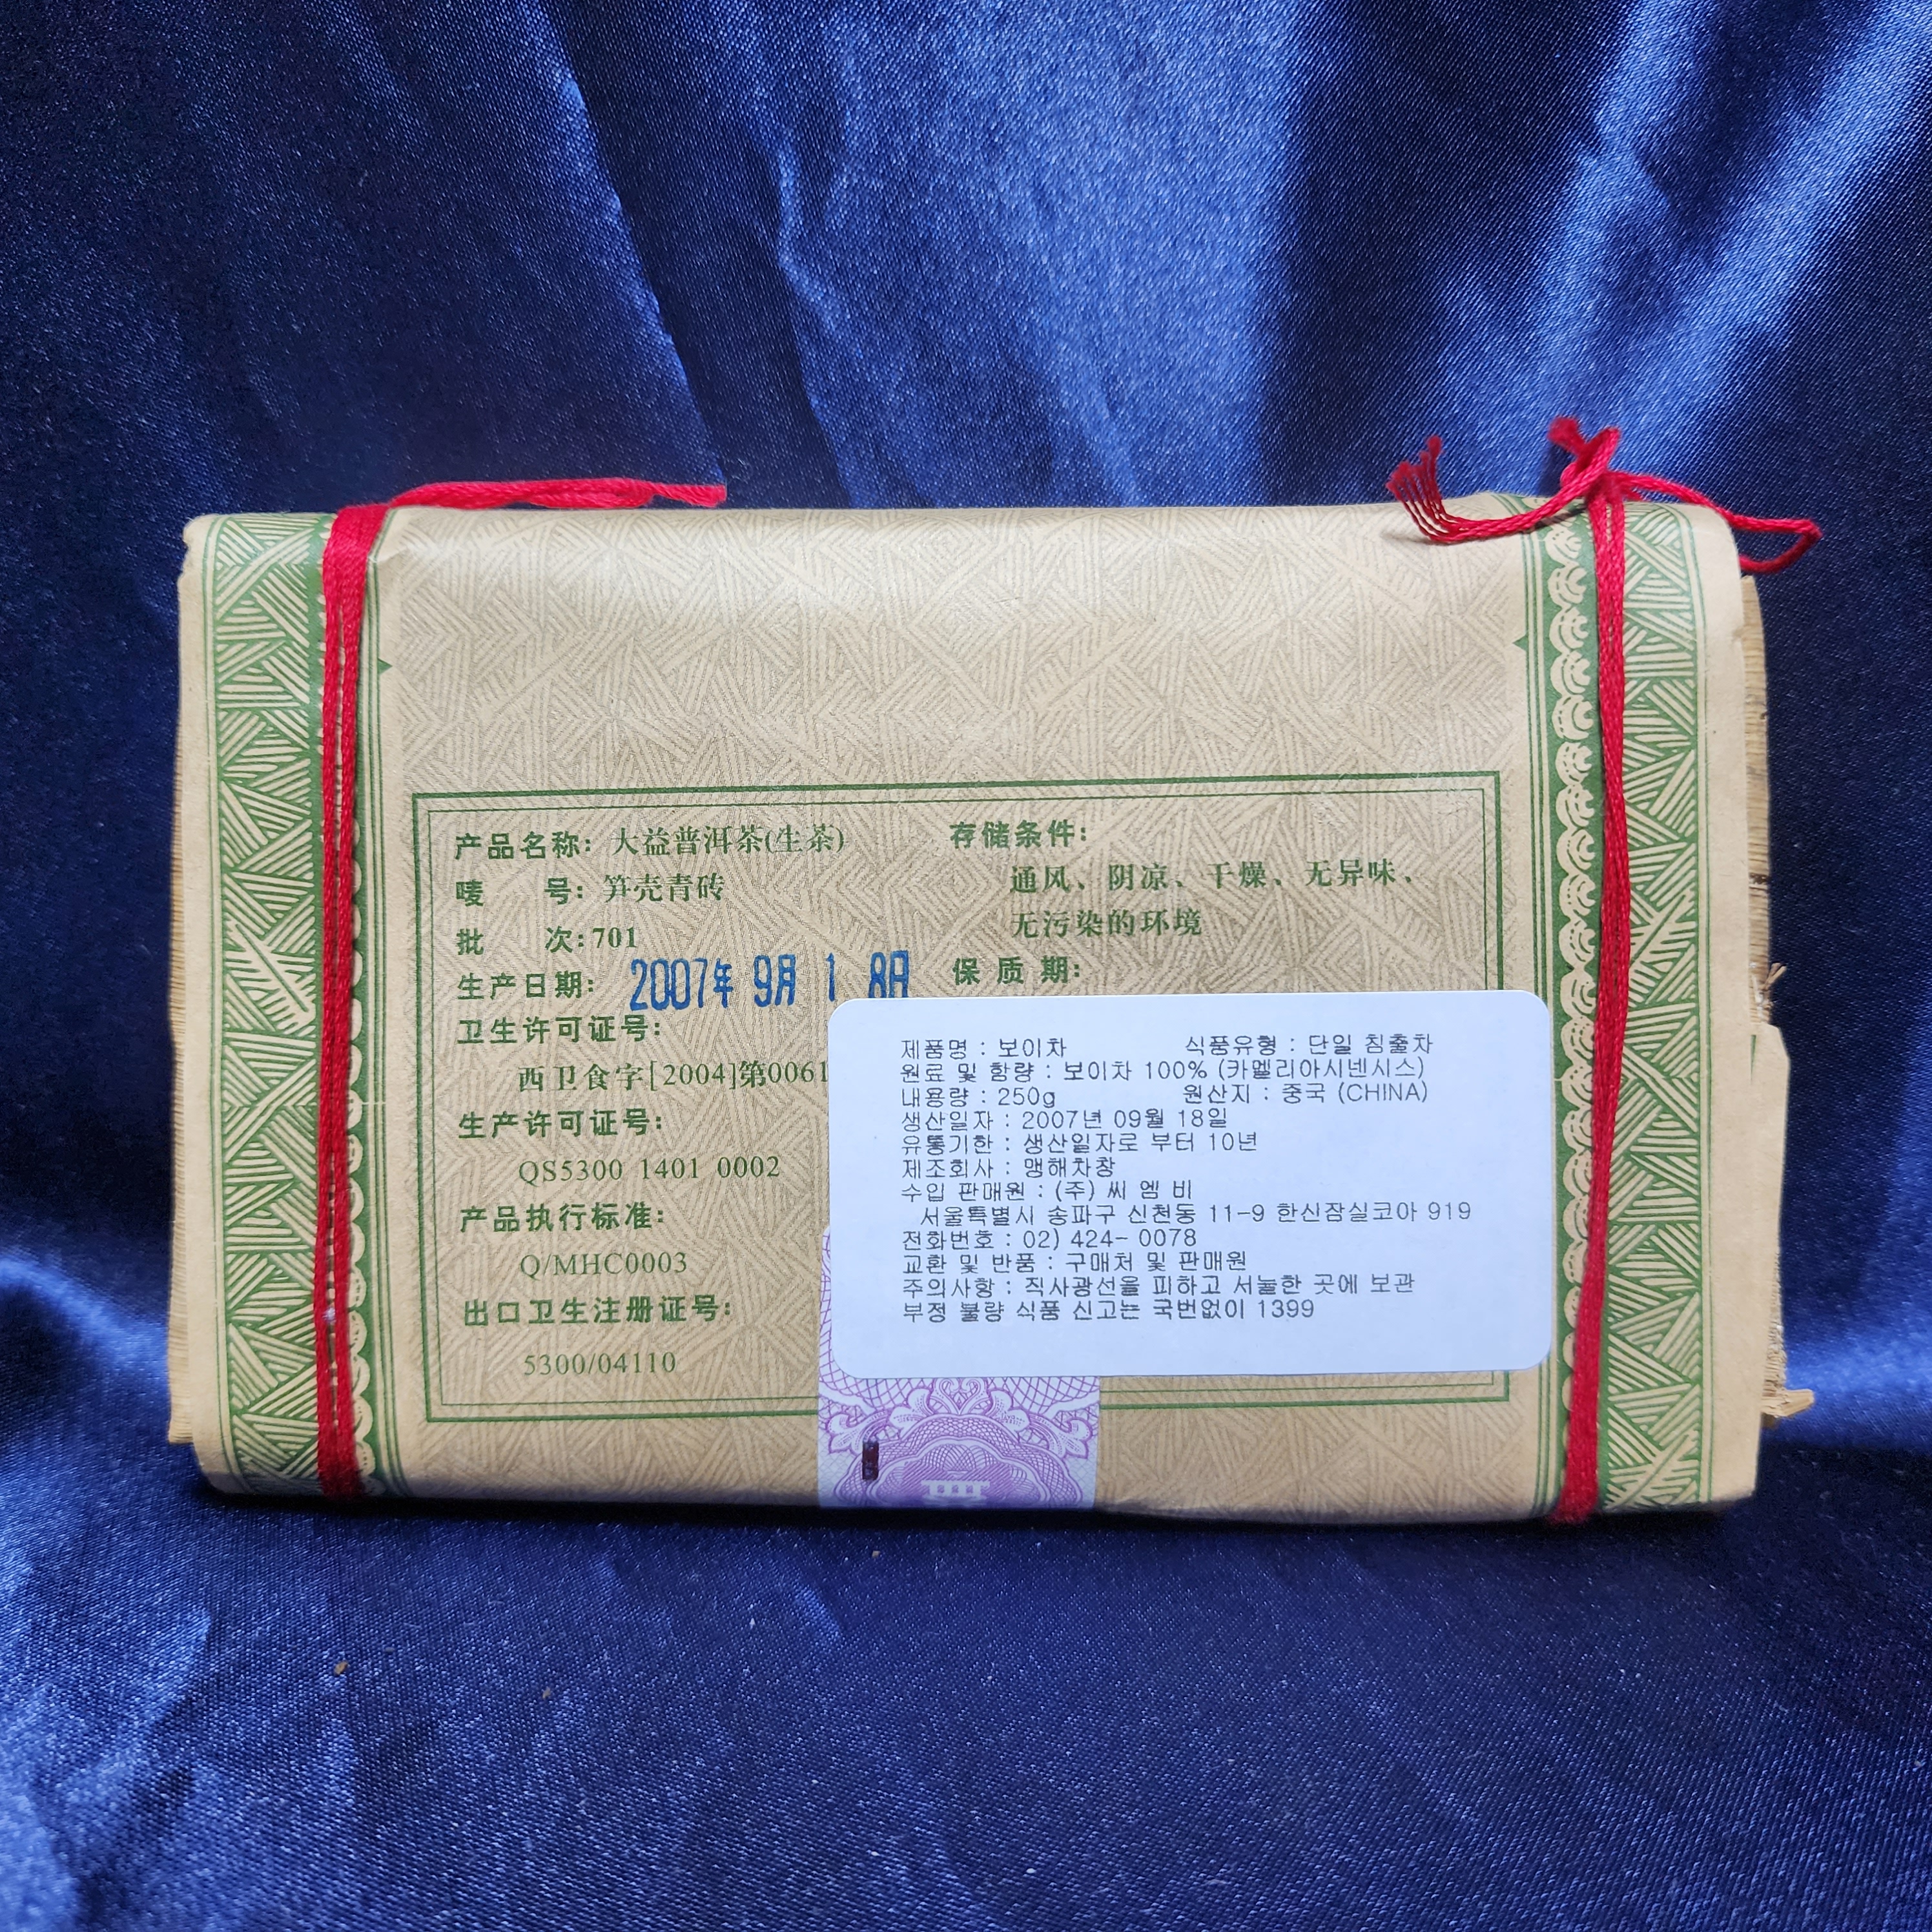 产品名称: 大益普洱茶(生茶)
唛 号: 笋壳青砖
批 次:701
生产日期: 2007年 9月 1 8日
卫生许可证号:
西卫食字[2004]第0061
生产许可证号:
QS5300 1401 0002
产品执行标准:
Q/MHC0003
出口卫生注册证号:
5300/04110
存储条件:
通风、阴凉、干燥、无异味、
无污染的环境
保 质 期:
제품명 : 보이차 식품유형 : 단일 침출차
원료 및 함량 : 보이차 100% (카멜리아시넨시스)
내용량 : 250g 원산지 : 중국 (CHINA)
생산일자 : 2007년 09월 18일
유통기한 : 생산일자로 부터 10년
제조회사 : 맹해차창
수입 판매원 : (주) 씨 엠 비
서울특별시 송파구 신천동 11-9 한신잠실코아 919
전화번호 : 02) 424- 0078
교환 및 반품 : 구매처 및 판매원
주의사항 : 직사광선을 피하고 서늘한 곳에 보관
부정 불량 식품 신고는 국번없이 1399